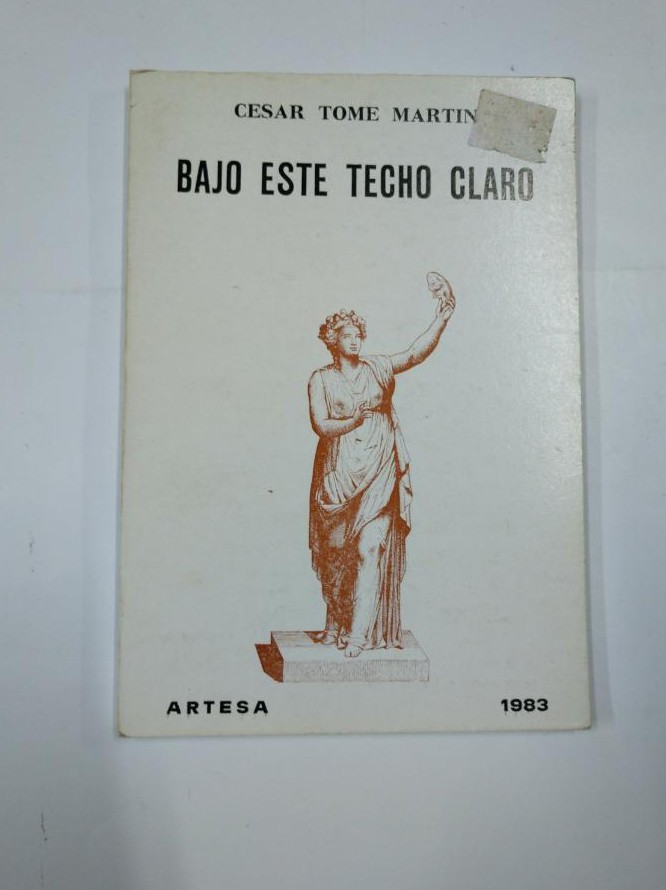 CESAR TOME MARTIN
BAJO ESTE TECHO CLARO
ARTESA 1983